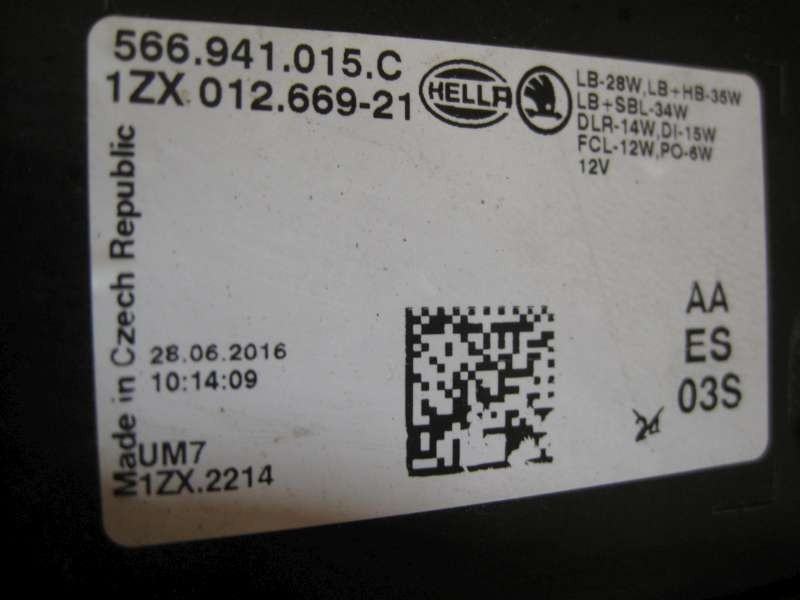 566.941.015.C
1ZX 012.669-21
HELLA
LB-28W,LB+HB-35W
LB+SBL-34W
DLR-14W,DI-15W
FCL-12W,PO-6W
12V
Made in Czech Republic
28.06.2016
10:14:09
UM7
1ZX.2214
AA
ES
03S